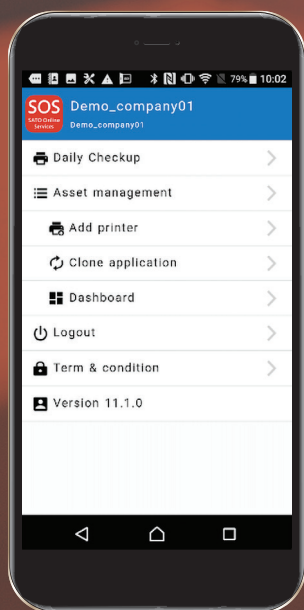 79% 10:02
SOS
SATO Online
Services
Demo_company01
Demo_company01
Daily Checkup
Asset management
Add printer
Clone application
Dashboard
Logout
Term & condition
Version 11.1.0